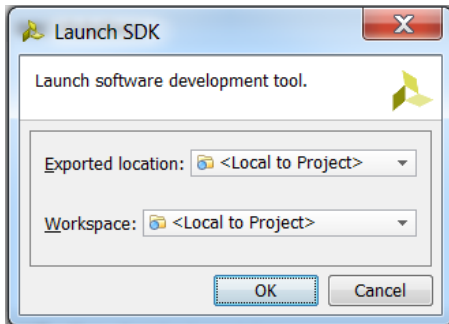 Launch SDK
Launch software development tool.
Exported location: <Local to Project>
Workspace: <Local to Project>
OK Cancel